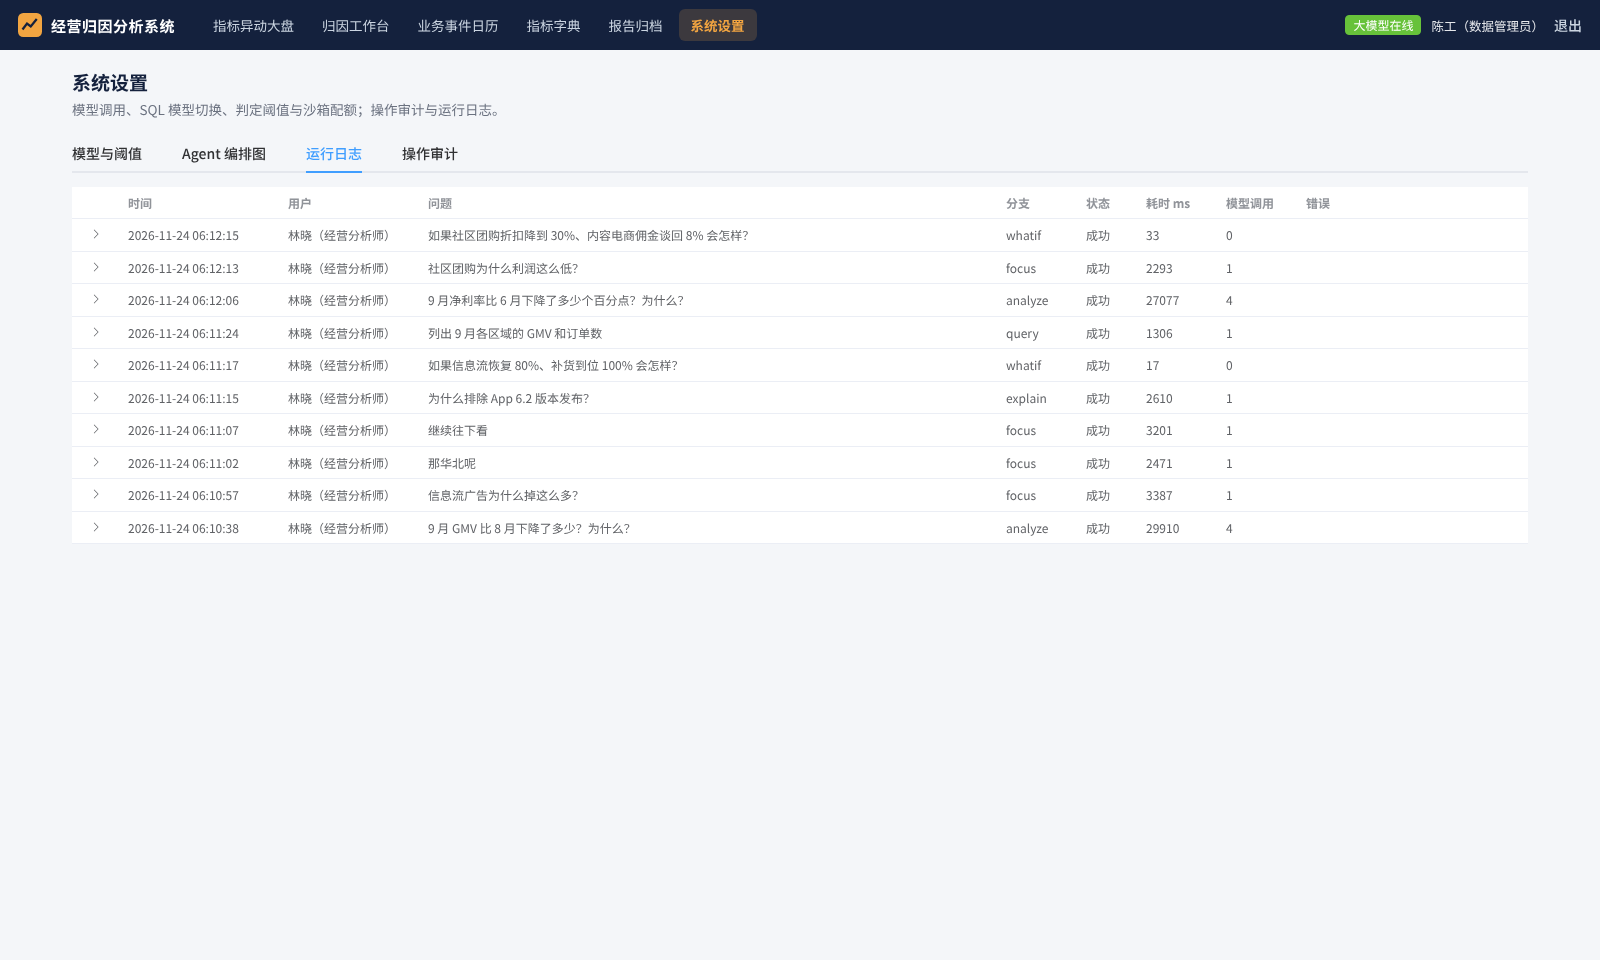 经营归因分析系统 指标异动大盘 归因工作台 业务事件日历 指标字典 报告归档 系统设置 大模型在线 陈工（数据管理员） 退出
系统设置
模型调用、SQL 模型切换、判定阈值与沙箱配额；操作审计与运行日志。
模型与阈值 Agent 编排图 运行日志 操作审计
时间 用户 问题 分支 状态 耗时 ms 模型调用 错误
2026-11-24 06:12:15 林晓（经营分析师） 如果社区团购折扣降到 30%、内容电商佣金谈回 8% 会怎样？ whatif 成功 33 0
2026-11-24 06:12:13 林晓（经营分析师） 社区团购为什么利润这么低？ focus 成功 2293 1
2026-11-24 06:12:06 林晓（经营分析师） 9 月净利率比 6 月下降了多少个百分点？为什么？ analyze 成功 27077 4
2026-11-24 06:11:24 林晓（经营分析师） 列出 9 月各区域的 GMV 和订单数 query 成功 1306 1
2026-11-24 06:11:17 林晓（经营分析师） 如果信息流恢复 80%、补货到位 100% 会怎样？ whatif 成功 17 0
2026-11-24 06:11:15 林晓（经营分析师） 为什么排除 App 6.2 版本发布？ explain 成功 2610 1
2026-11-24 06:11:07 林晓（经营分析师） 继续往下看 focus 成功 3201 1
2026-11-24 06:11:02 林晓（经营分析师） 那华北呢 focus 成功 2471 1
2026-11-24 06:10:57 林晓（经营分析师） 信息流广告为什么掉这么多？ focus 成功 3387 1
2026-11-24 06:10:38 林晓（经营分析师） 9 月 GMV 比 8 月下降了多少？为什么？ analyze 成功 29910 4